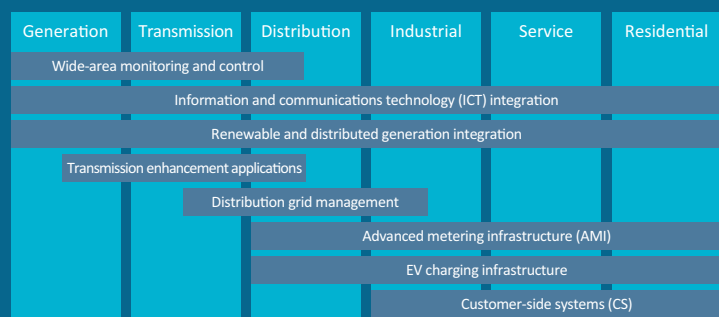 Generation Transmission Distribution Industrial Service Residential
Wide-area monitoring and control
Information and communications technology (ICT) integration
Renewable and distributed generation integration
Transmission enhancement applications
Distribution grid management
Advanced metering infrastructure (AMI)
EV charging infrastructure
Customer-side systems (CS)